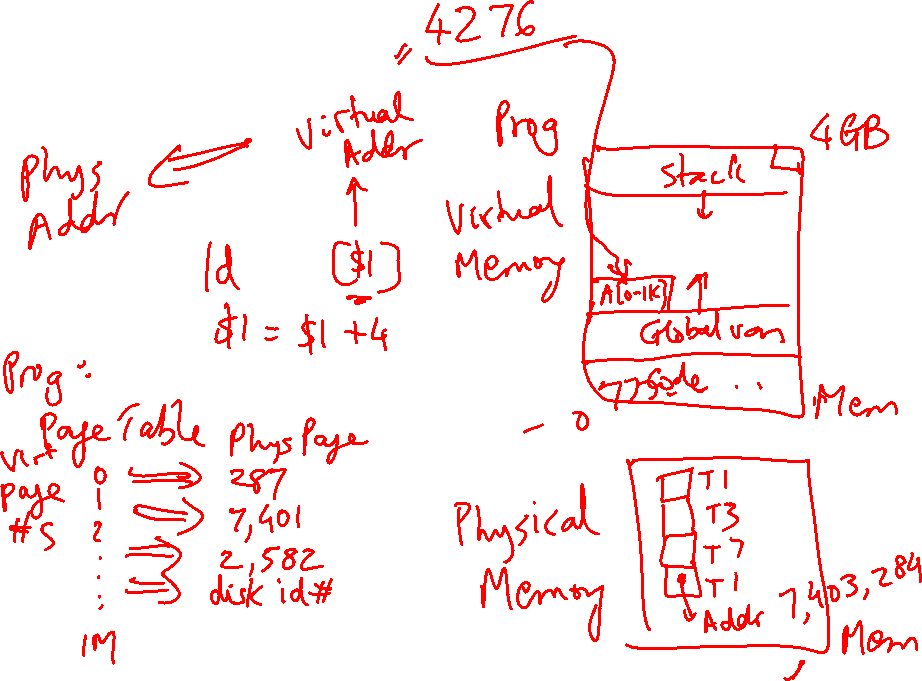 " 4276
Virtual
Addr
Phys
Addr
ld [$1]
$1 = $1 + 4
Prog
Virtual
Memory
4GB
Stack
A[0-1K]
Global vars
Code ..
- 0
Mem
Prog:
Page Table
Phys Page
Virt
Page
#s
0 287
1 7,401
2 2,582
. disk id#
:
1M
Physical
Memory
T1
T3
T7
T1
Addr 7,403,284
Mem